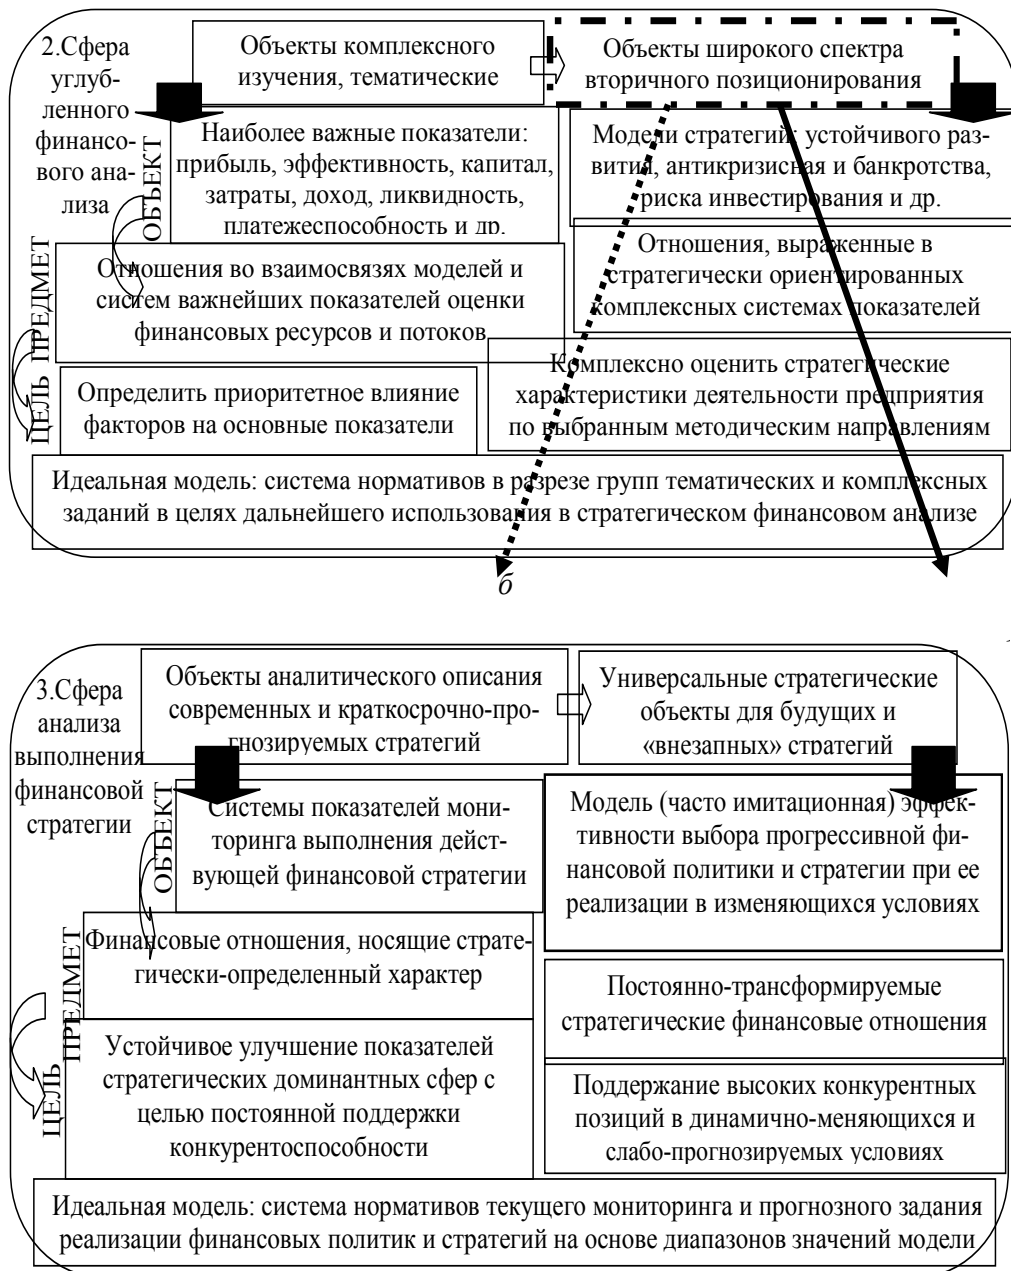 2.Сфера
углуб-
ленного
финансо-
вого ана-
лиза
Объекты комплексного
изучения, тематические
Объекты широкого спектра
вторичного позиционирования
ОБЪЕКТ
Наиболее важные показатели:
прибыль, эффективность, капитал,
затраты, доход, ликвидность,
платежеспособность и др.
Модели стратегий: устойчивого раз-
вития, антикризисная и банкротства,
риска инвестирования и др.
ПРЕДМЕТ
Отношения во взаимосвязях моделей и
систем важнейших показателей оценки
финансовых ресурсов и потоков
Отношения, выраженные в
стратегически ориентированных
комплексных системах показателей
ЦЕЛЬ
Определить приоритетное влияние
факторов на основные показатели
Комплексно оценить стратегические
характеристики деятельности предприятия
по выбранным методическим направлениям
Идеальная модель: система нормативов в разрезе групп тематических и комплексных
заданий в целях дальнейшего использования в стратегическом финансовом анализе
б
3.Сфера
анализа
выполнения
финансовой
стратегии
Объекты аналитического описания
современных и краткосрочно-про-
гнозируемых стратегий
Универсальные стратегические
объекты для будущих и
«внезапных» стратегий
ОБЪЕКТ
Системы показателей мони-
торинга выполнения дейст-
вующей финансовой стратегии
Модель (часто имитационная) эффек-
тивности выбора прогрессивной фи-
нансовой политики и стратегии при ее
реализации в изменяющихся условиях
ПРЕДМЕТ
Финансовые отношения, носящие страте-
гически-определенный характер
Постоянно-трансформируемые
стратегические финансовые отношения
ЦЕЛЬ
Устойчивое улучшение показателей
стратегических доминантных сфер с
целью постоянной поддержки
конкурентоспособности
Поддержание высоких конкурентных
позиций в динамично-меняющихся и
слабо-прогнозируемых условиях
Идеальная модель: система нормативов текущего мониторинга и прогнозного задания
реализации финансовых политик и стратегий на основе диапазонов значений модели